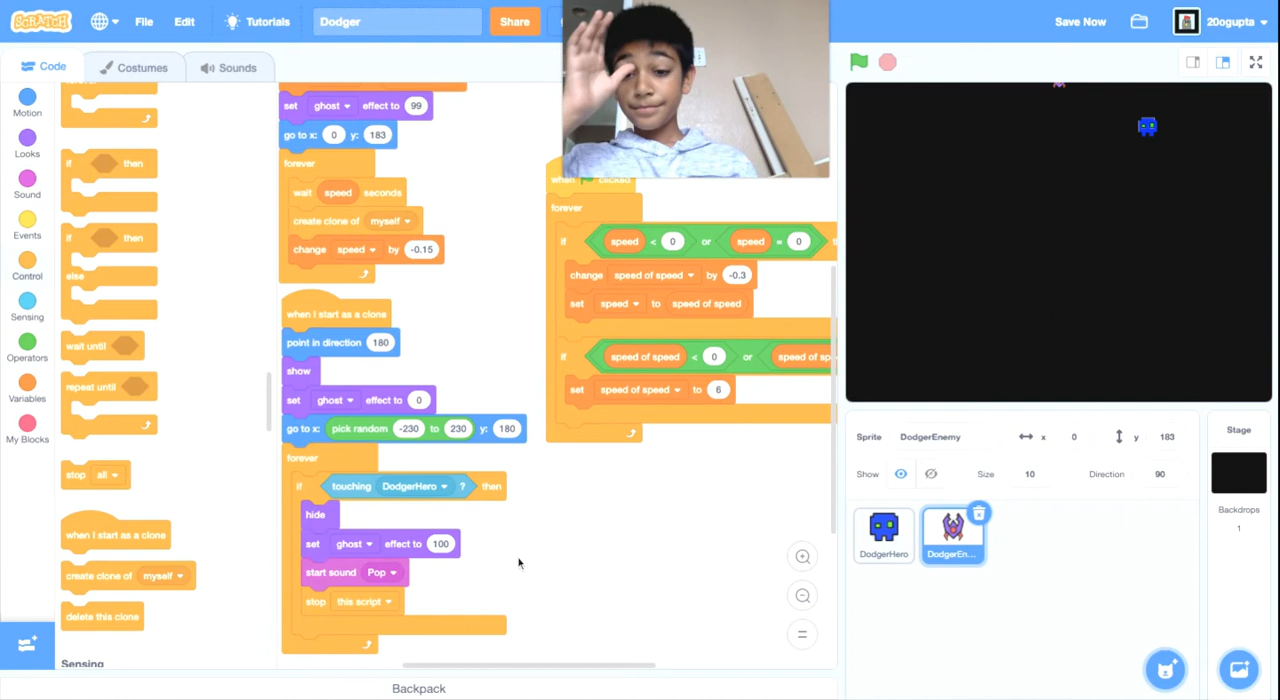 SCRATCH File Edit Tutorials Dodger Share Save Now 20ogupta
Code Costumes Sounds
Motion
Looks
Sound
Events
Control
Sensing
Operators
Variables
My Blocks
if then
if then
else
wait until
repeat until
stop all
when I start as a clone
create clone of myself
delete this clone
Sensing
set ghost effect to 99
go to x: 0 y: 183
forever
wait speed seconds
create clone of myself
change speed by -0.15
when I start as a clone
point in direction 180
show
set ghost effect to 0
go to x: pick random -230 to 230 y: 180
forever
if touching DodgerHero ? then
hide
set ghost effect to 100
start sound Pop
stop this script
when clicked
forever
if speed < 0 or speed = 0
change speed of speed by -0.3
set speed to speed of speed
if speed of speed < 0 or speed of
set speed of speed to 6
Backpack
Sprite DodgerEnemy x 0 y 183
Show Size 10 Direction 90
DodgerHero DodgerEn...
Stage
Backdrops
1